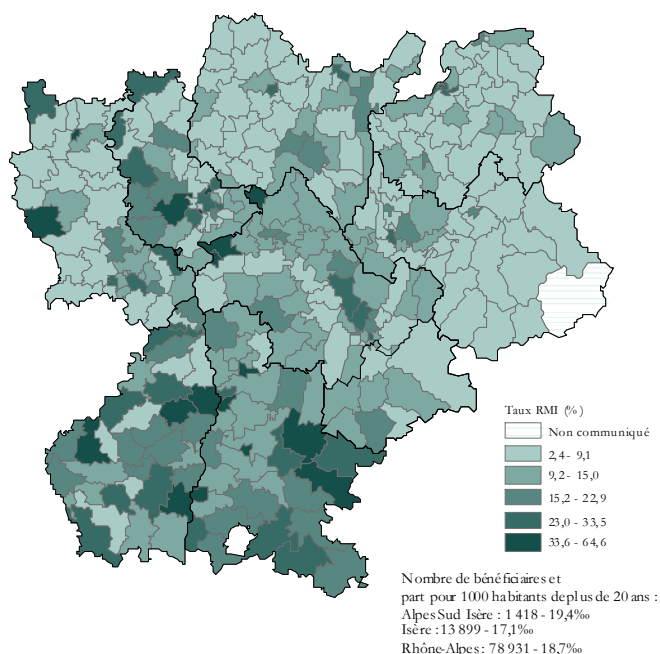 Taux RMI (%)
Non communiqué
2,4 - 9,1
9,2 - 15,0
15,2 - 22,9
23,0 - 33,5
33,6 - 64,6
Nombre de bénéficiaires et
part pour 1000 habitants de plus de 20 ans :
Alpes Sud Isère : 1 418 - 19,4‰
Isère : 13 899 - 17,1‰
Rhône-Alpes : 78 931 - 18,7‰